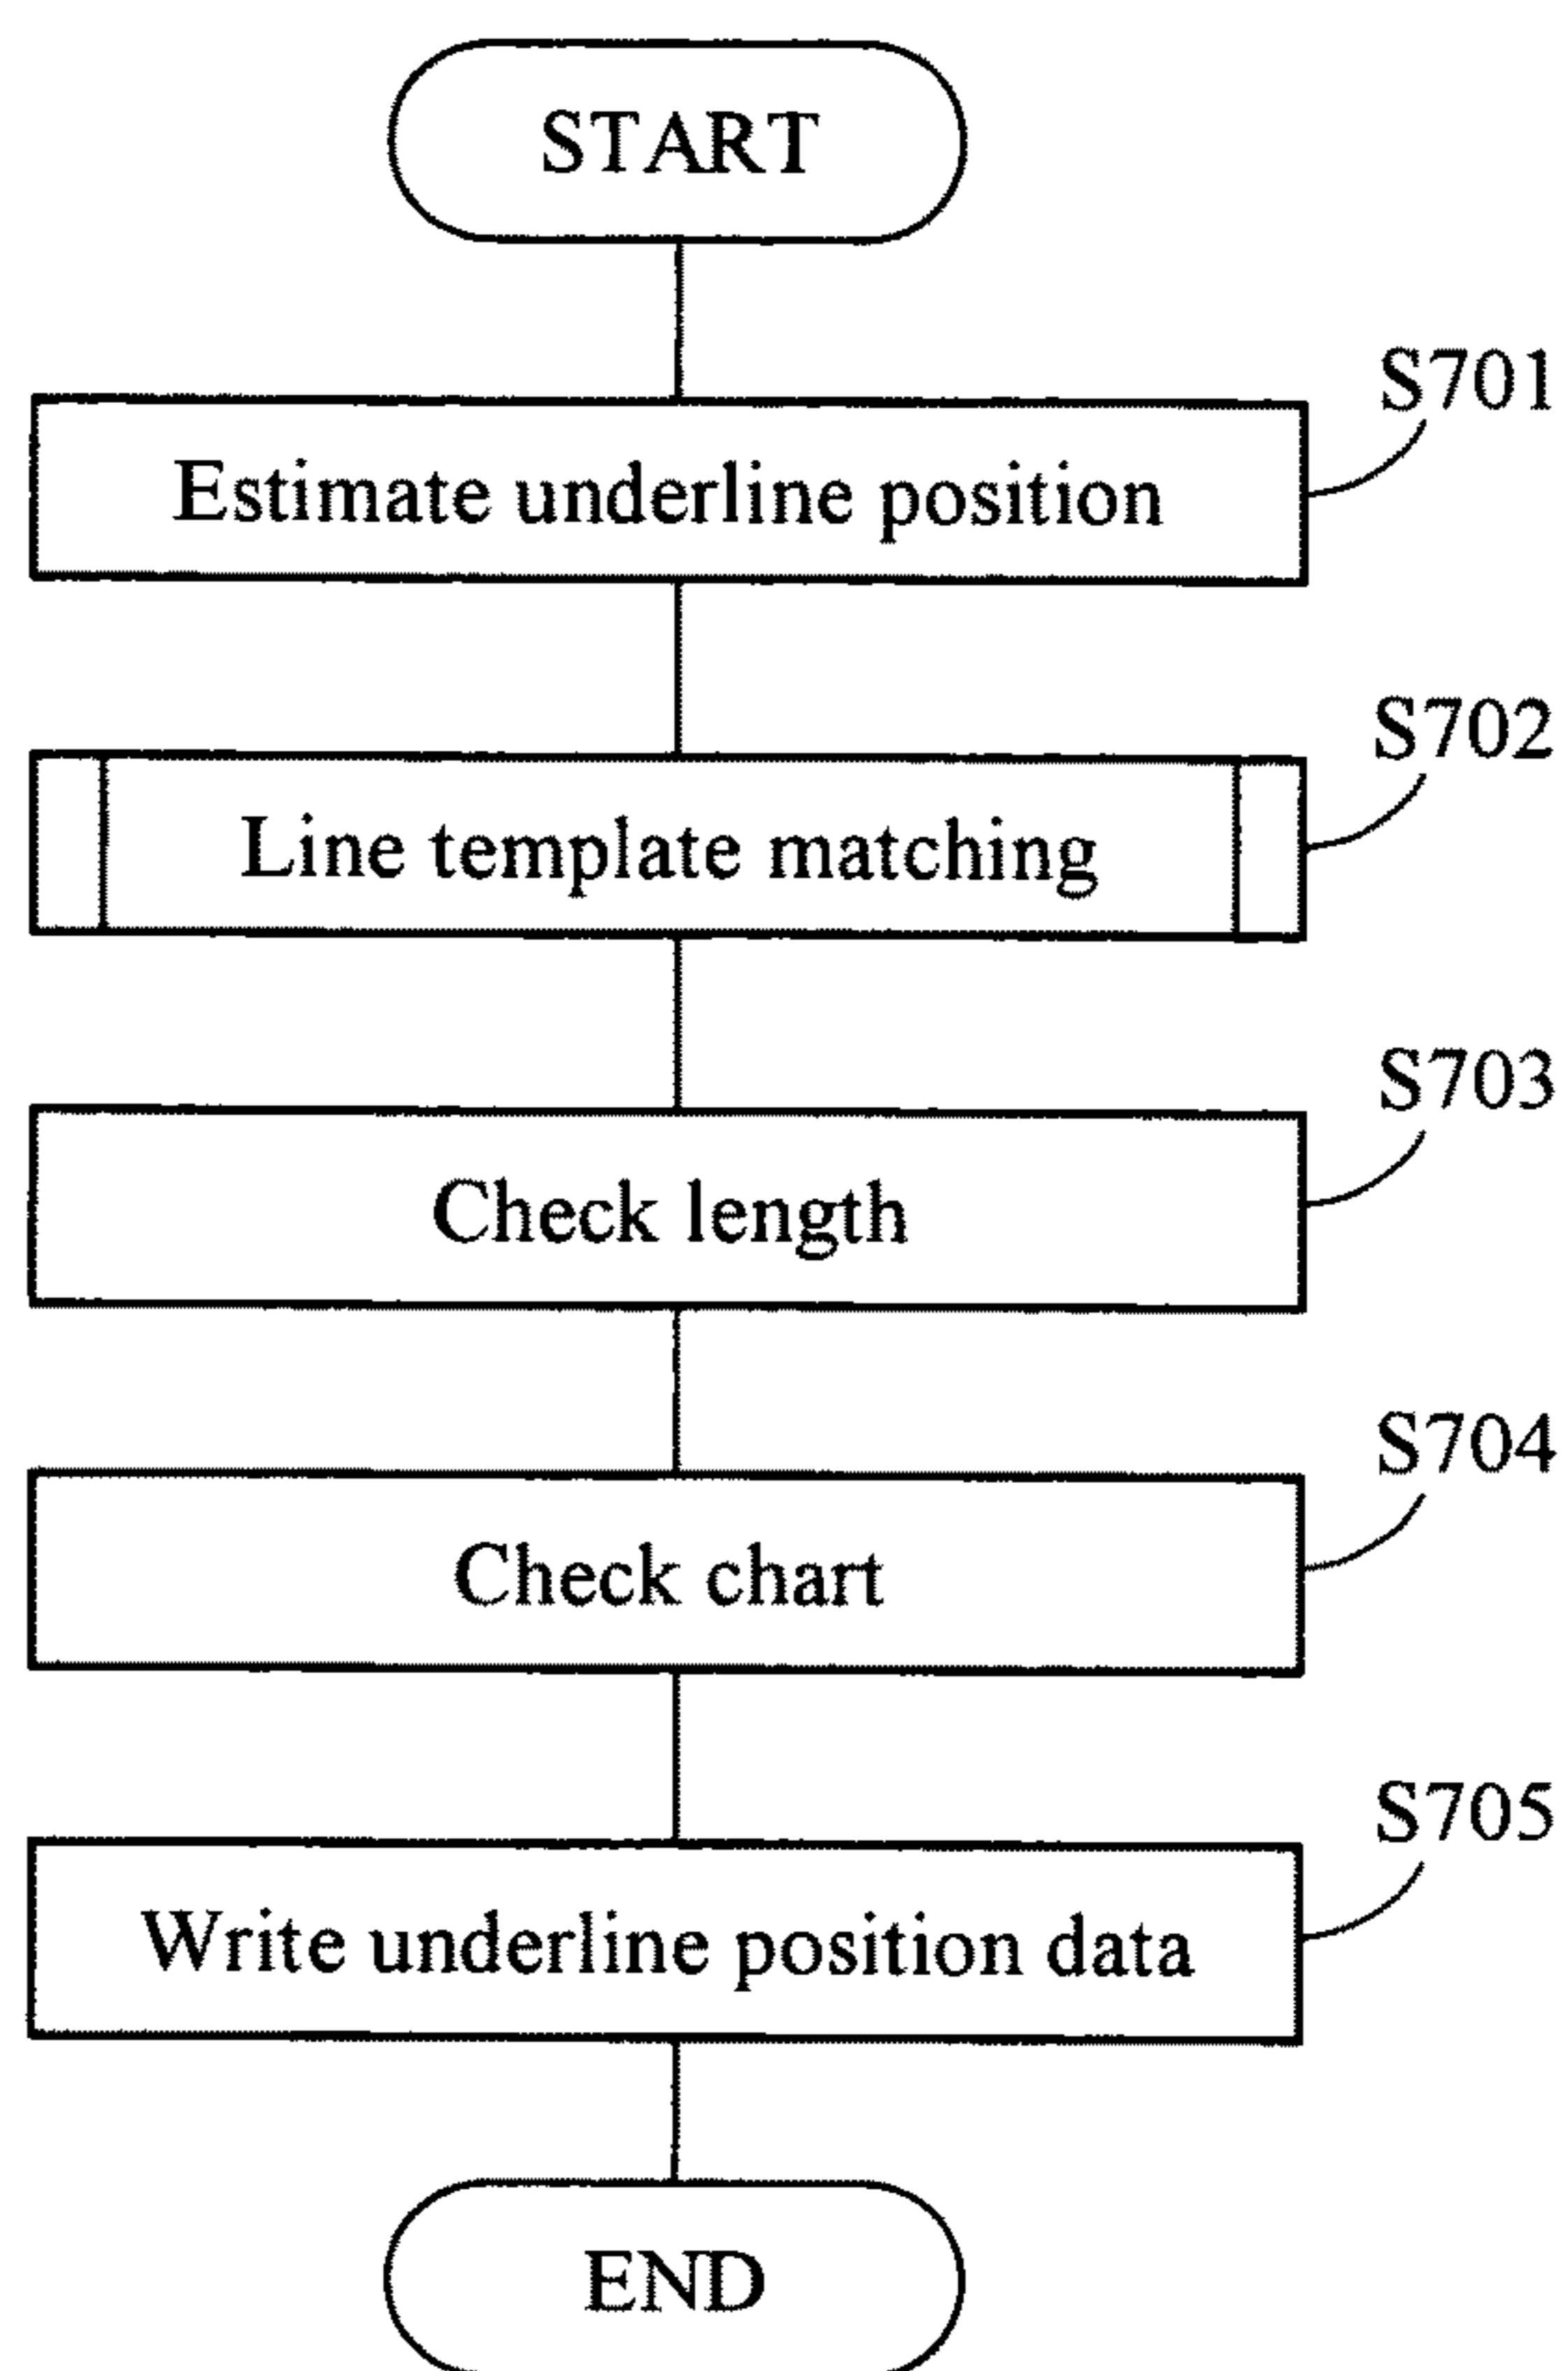 START
S701
Estimate underline position
S702
Line template matching
S703
Check length
S704
Check chart
S705
Write underline position data
END